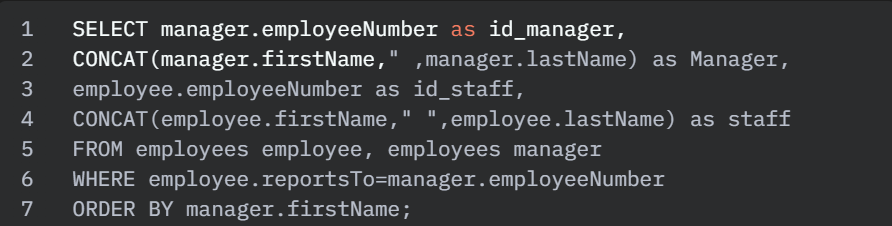 1 SELECT manager.employeeNumber as id_manager,
2 CONCAT(manager.firstName," ,manager.lastName) as Manager,
3 employee.employeeNumber as id_staff,
4 CONCAT(employee.firstName," ",employee.lastName) as staff
5 FROM employees employee, employees manager
6 WHERE employee.reportsTo=manager.employeeNumber
7 ORDER BY manager.firstName;